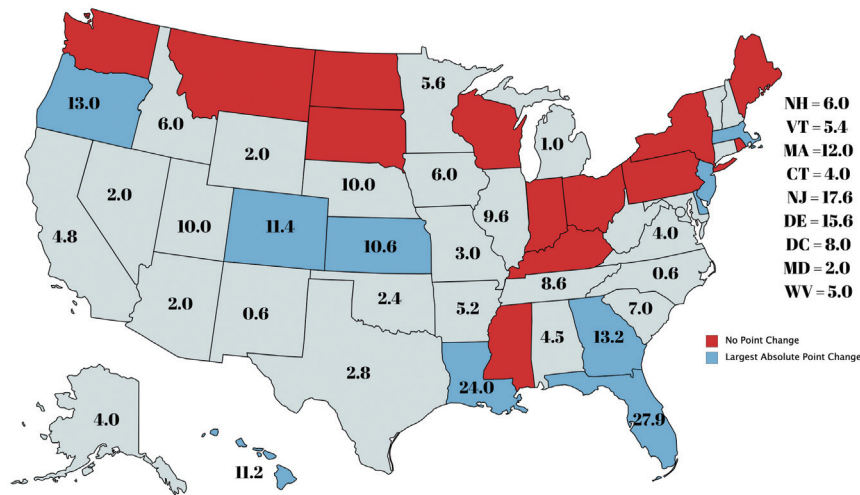 5.6
13.0
6.0
2.0
1.0
NH = 6.0
VT = 5.4
MA = 12.0
CT = 4.0
NJ = 17.6
DE = 15.6
DC = 8.0
MD = 2.0
WV = 5.0
6.0
10.0
2.0
9.6
10.0
11.4
10.6
4.8
3.0
4.0
0.6
8.6
2.0
0.6
2.4
5.2
7.0
4.5
13.2
No Point Change
Largest Absolute Point Change
2.8
24.0
27.9
4.0
11.2